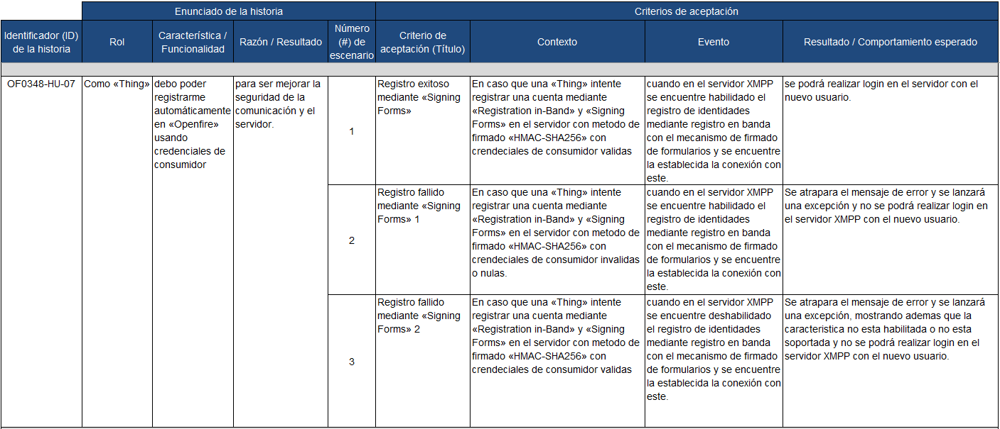 Enunciado de la historia
Criterios de aceptación
Identificador (ID)
de la historia
Rol
Característica /
Funcionalidad
Razón / Resultado
Número
(#) de
escenario
Criterio de
aceptación (Título)
Contexto
Evento
Resultado / Comportamiento esperado
OF0348-HU-07
Como «Thing»
debo poder
registrarme
automáticamente
en «Openfire»
usando
credenciales de
consumidor
para ser mejorar la
seguridad de la
comunicación y el
servidor.
1
Registro exitoso
mediante «Signing
Forms»
En caso que una «Thing» intente
registrar una cuenta mediante
«Registration in-Band» y «Signing
Forms» en el servidor con metodo de
firmado «HMAC-SHA256» con
crendeciales de consumidor validas
cuando en el servidor XMPP
se encuentre habilidado el
registro de identidades
mediante registro en banda
con el mecanismo de firmado
de formularios y se encuentre
la establecida la conexión con
este.
se podrá realizar login en el servidor con el
nuevo usuario.
2
Registro fallido
mediante «Signing
Forms» 1
En caso que una «Thing» intente
registrar una cuenta mediante
«Registration in-Band» y «Signing
Forms» en el servidor con metodo de
firmado «HMAC-SHA256» con
crendeciales de consumidor invalidas
o nulas.
cuando en el servidor XMPP
se encuentre habilidado el
registro de identidades
mediante registro en banda
con el mecanismo de firmado
de formularios y se encuentre
la establecida la conexión con
este.
Se atrapara el mensaje de error y se lanzará
una excepción y no se podrá realizar login en
el servidor XMPP con el nuevo usuario.
3
Registro fallido
mediante «Signing
Forms» 2
En caso que una «Thing» intente
registrar una cuenta mediante
«Registration in-Band» y «Signing
Forms» en el servidor con metodo de
firmado «HMAC-SHA256» con
crendeciales de consumidor validas
cuando en el servidor XMPP
se encuentre deshabilidado
el registro de identidades
mediante registro en banda
con el mecanismo de firmado
de formularios y se encuentre
la establecida la conexión con
este.
Se atrapara el mensaje de error y se lanzará
una excepción, mostrando ademas que la
caracteristica no esta habilitada o no esta
soportada y no se podrá realizar login en el
servidor XMPP con el nuevo usuario.